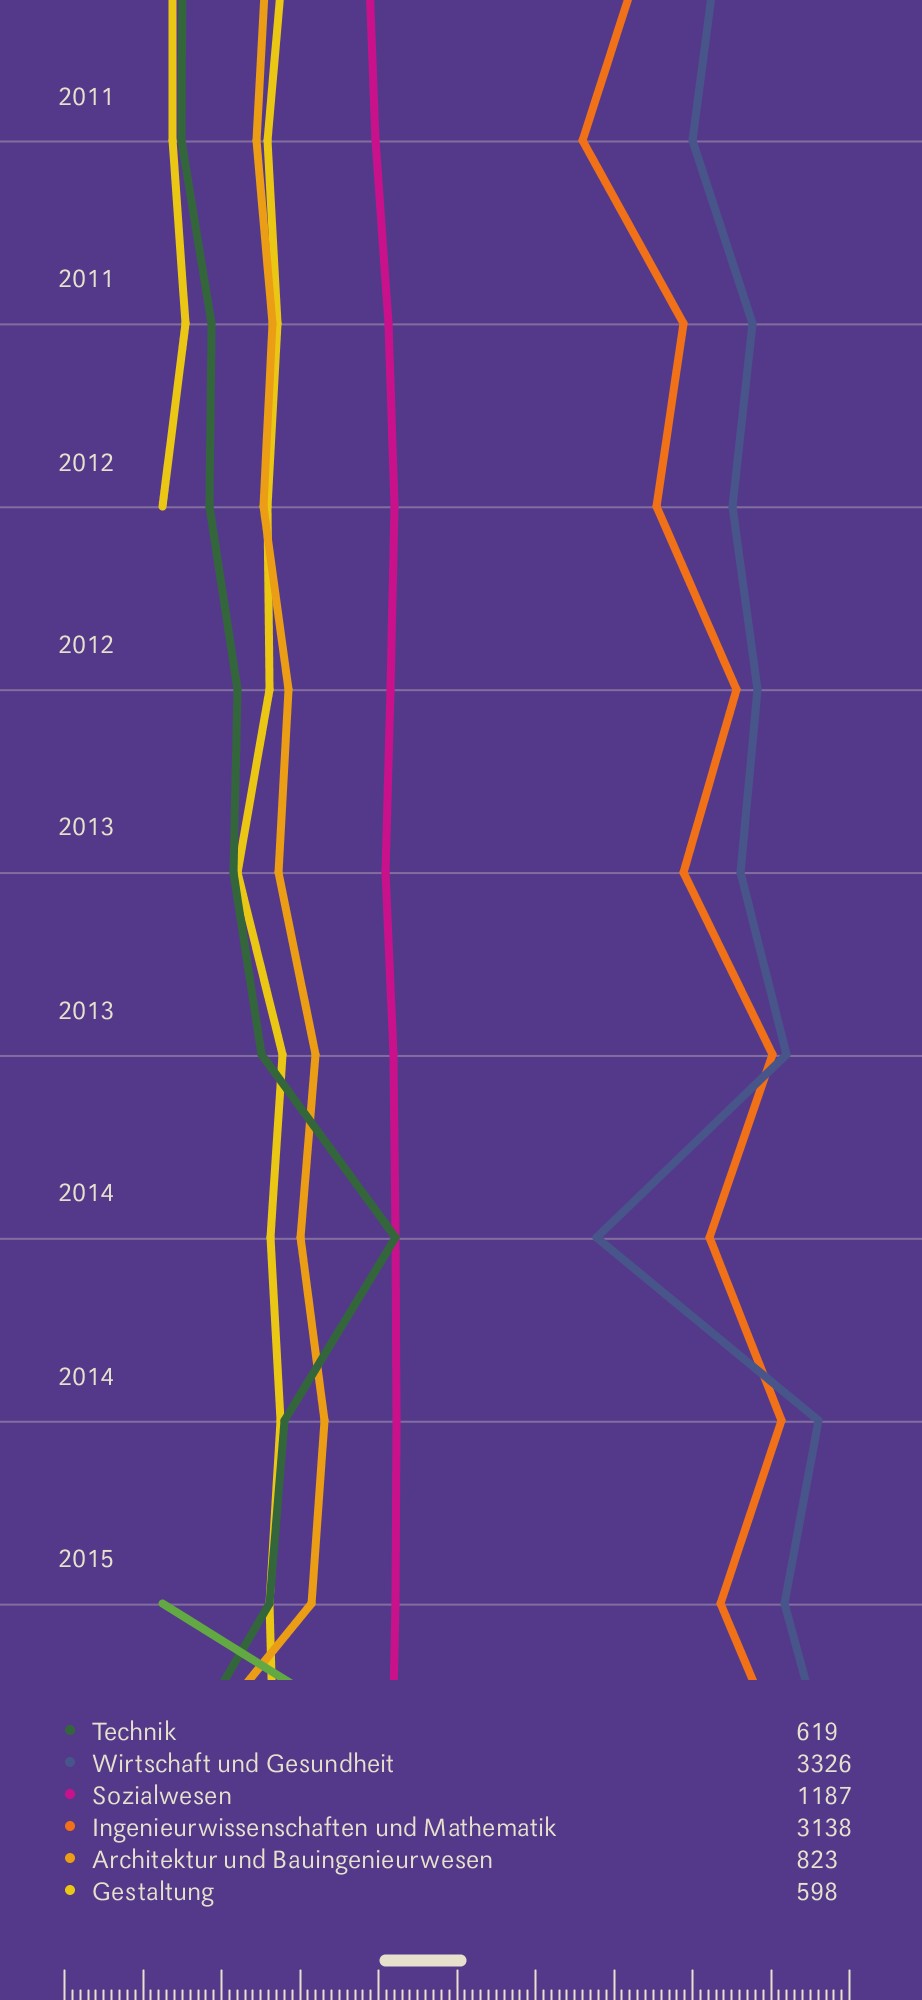 2011
2011
2012
2012
2013
2013
2014
2014
2015
Technik 619
Wirtschaft und Gesundheit 3326
Sozialwesen 1187
Ingenieurwissenschaften und Mathematik 3138
Architektur und Bauingenieurwesen 823
Gestaltung 598